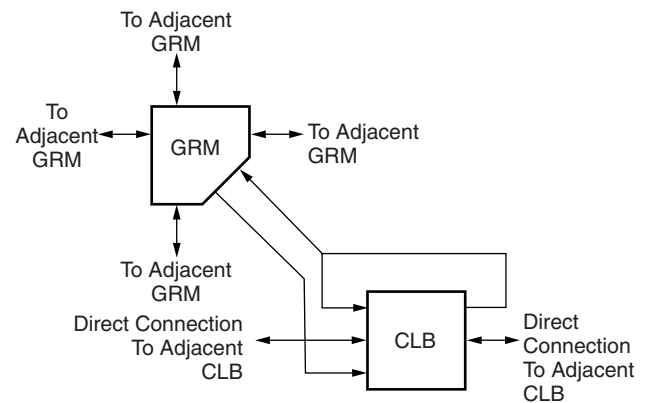 To Adjacent
GRM
To
Adjacent
GRM
GRM
To Adjacent
GRM
To Adjacent
GRM
Direct Connection
To Adjacent
CLB
CLB
Direct
Connection
To Adjacent
CLB